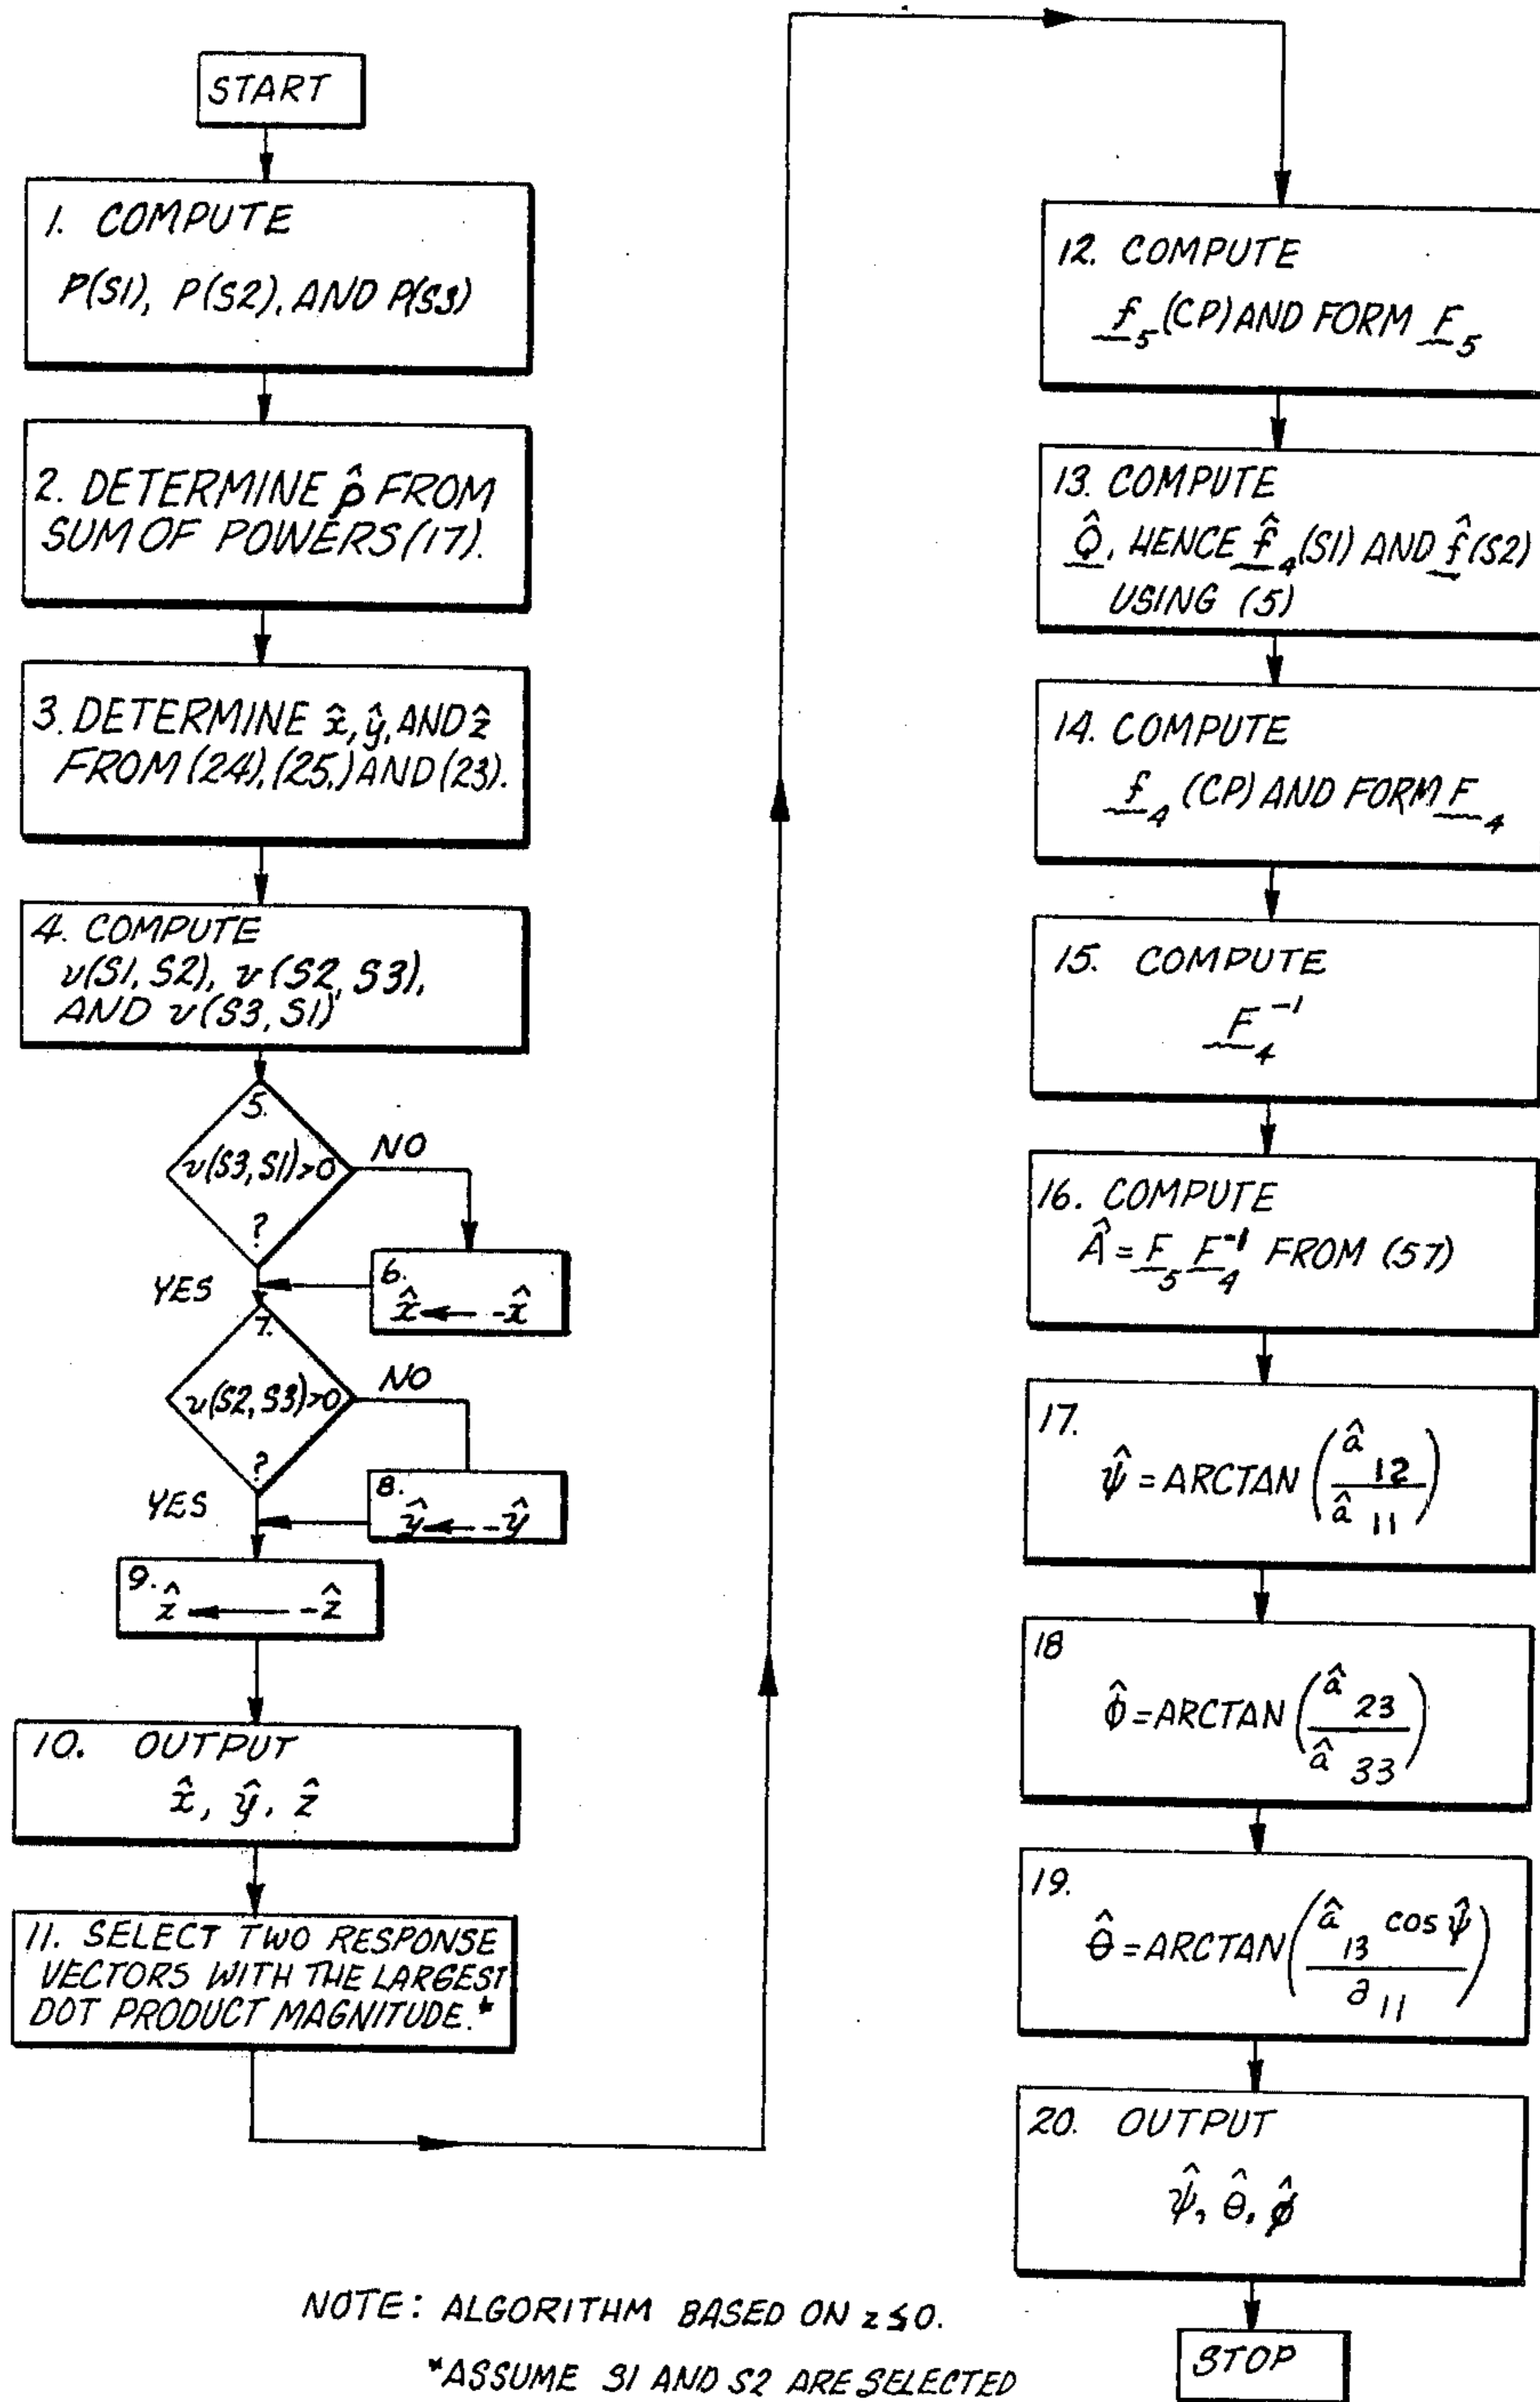 START
1. COMPUTE
P(S1), P(S2), AND P(S3)
2. DETERMINE ρ̂ FROM
SUM OF POWERS (17).
3. DETERMINE x̂, ŷ, AND ẑ
FROM (24), (25,) AND (23).
4. COMPUTE
v(S1, S2), v(S2, S3),
AND v(S3, S1)
5.
v(S3, S1)>0
?
NO
YES
6.
x̂ ← -x̂
7.
v(S2, S3)>0
?
NO
YES
8.
ŷ ← -ŷ
9.
ẑ ← -ẑ
10. OUTPUT
x̂, ŷ, ẑ
11. SELECT TWO RESPONSE
VECTORS WITH THE LARGEST
DOT PRODUCT MAGNITUDE.*
12. COMPUTE
f₅(CP) AND FORM F₅
13. COMPUTE
Q̂, HENCE f̂₄(S1) AND f̂(S2)
USING (5)
14. COMPUTE
f₄ (CP) AND FORM F₄
15. COMPUTE
F₄⁻¹
16. COMPUTE
Â = F₅ F₄⁻¹ FROM (57)
17.
ψ̂ = ARCTAN (â 12 / â 11)
18
φ̂ = ARCTAN (â 23 / â 33)
19.
θ̂ = ARCTAN (â 13 cos ψ̂ / a 11)
20. OUTPUT
ψ̂, θ̂, φ̂
STOP
NOTE: ALGORITHM BASED ON z ≤ 0.
*ASSUME S1 AND S2 ARE SELECTED